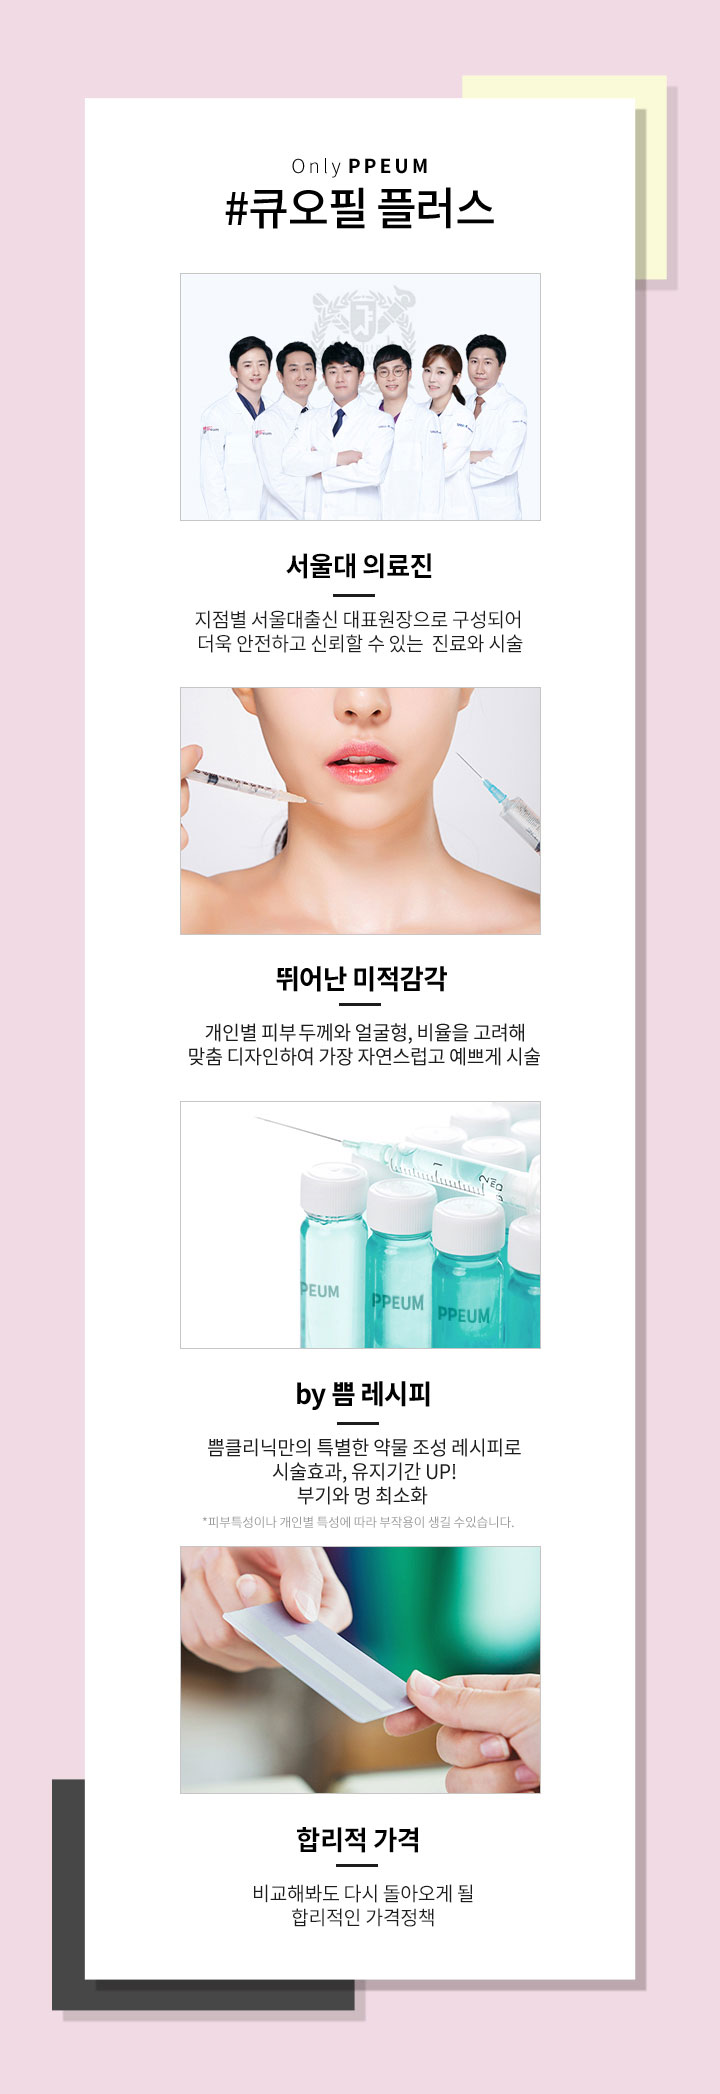 Only PPEUM
#큐오필 플러스
서울대 의료진
지점별 서울대출신 대표원장으로 구성되어
더욱 안전하고 신뢰할 수 있는 진료와 시술
뛰어난 미적감각
개인별 피부 두께와 얼굴형, 비율을 고려해
맞춤 디자인하여 가장 자연스럽고 예쁘게 시술
PPEUM
PPEUM
PPEUM
by 쁨 레시피
쁨클리닉만의 특별한 약물 조성 레시피로
시술효과, 유지기간 UP!
부기와 멍 최소화
*피부특성이나 개인별 특성에 따라 부작용이 생길 수있습니다.
합리적 가격
비교해봐도 다시 돌아오게 될
합리적인 가격정책